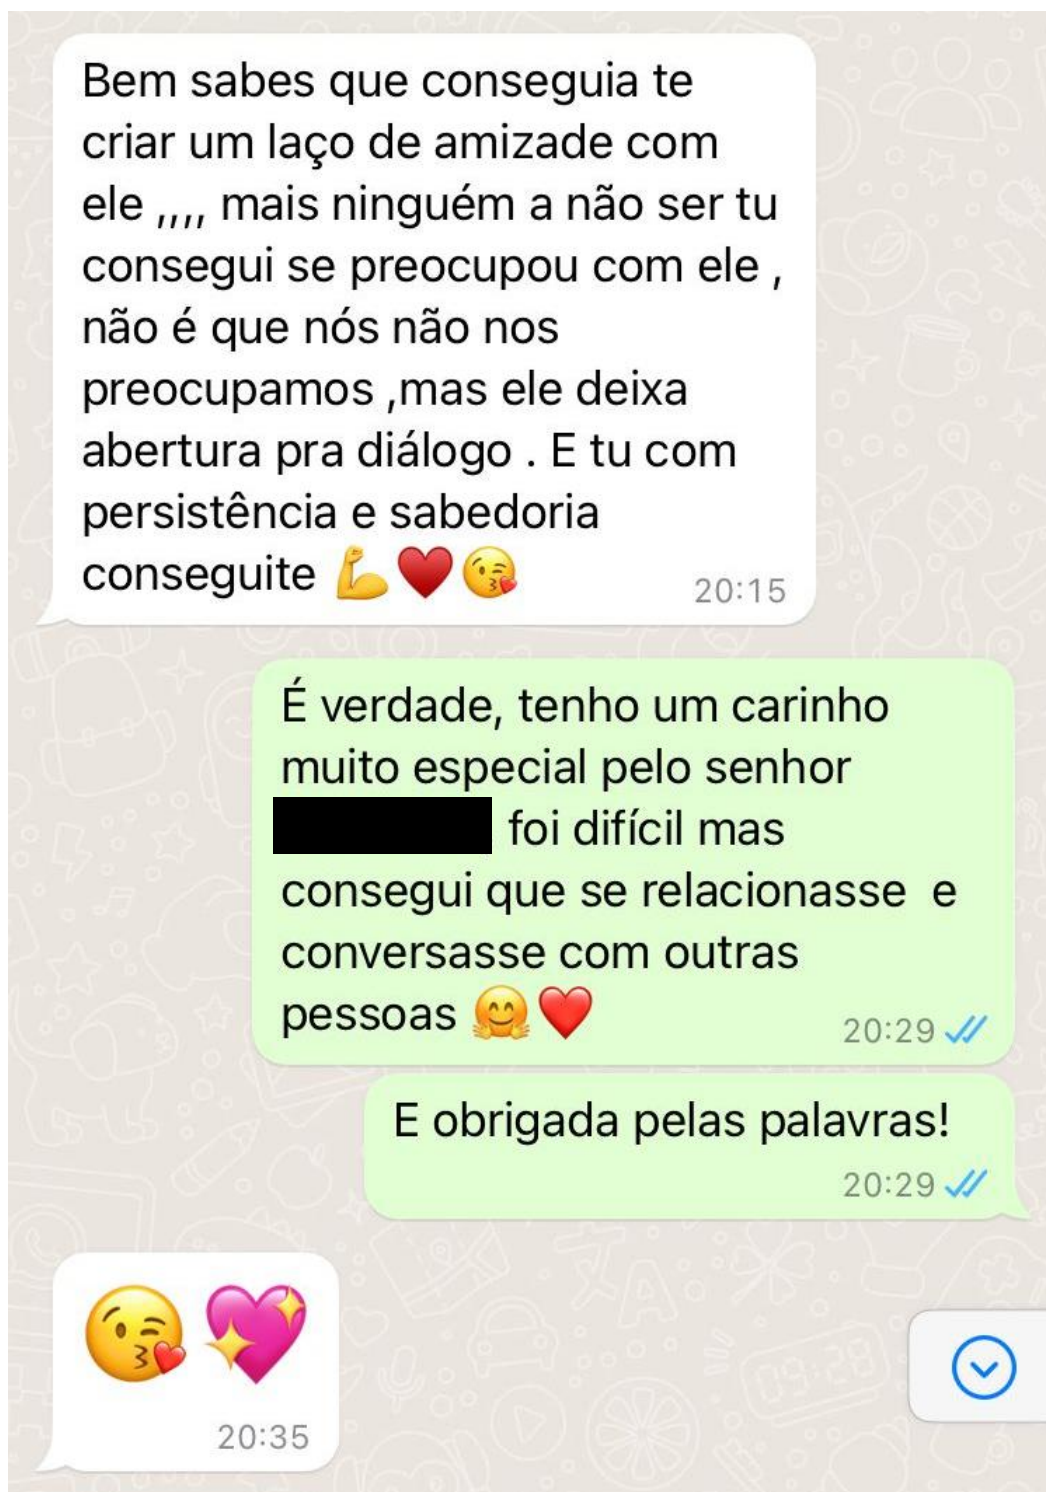 Bem sabes que conseguia te
criar um laço de amizade com
ele ,,,, mais ninguém a não ser tu
consegui se preocupou com ele ,
não é que nós não nos
preocupamos ,mas ele deixa
abertura pra diálogo . E tu com
persistência e sabedoria
conseguite 💪♥️😘
20:15
É verdade, tenho um carinho
muito especial pelo senhor
foi difícil mas
consegui que se relacionasse  e
conversasse com outras
pessoas 🤗❤️
20:29
E obrigada pelas palavras!
20:29
😘💖
20:35